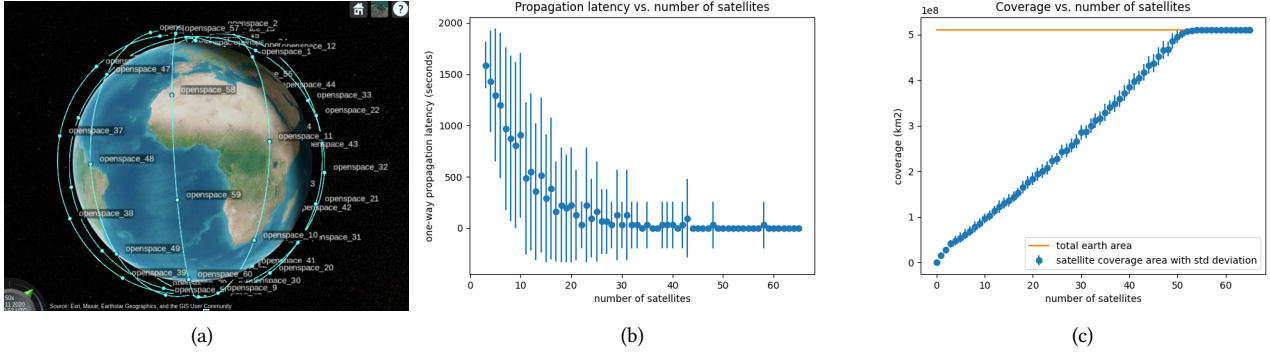 openspace_2
openspace_57
openspace_12
openspace_1
openspace_47
openspace_44
openspace_58
openspace_33
openspace_22
openspace_37
openspace_11
openspace_43
openspace_48
openspace_32
openspace_59
openspace_21
openspace_42
openspace_38
openspace_10
openspace_31
openspace_49
openspace_41
openspace_20
openspace_39
openspace_60
openspace_30
openspace_9
50x
11 2020
Source: Esri, Maxar, Earthstar Geographics, and the GIS User Community
?
(a)
Propagation latency vs. number of satellites
one-way propagation latency (seconds)
2000
1500
1000
500
0
0 10 20 30 40 50 60
number of satellites
(b)
Coverage vs. number of satellites
1e8
coverage (km2)
5
4
3
2
1
0
total earth area
satellite coverage area with std deviation
0 10 20 30 40 50 60
number of satellites
(c)